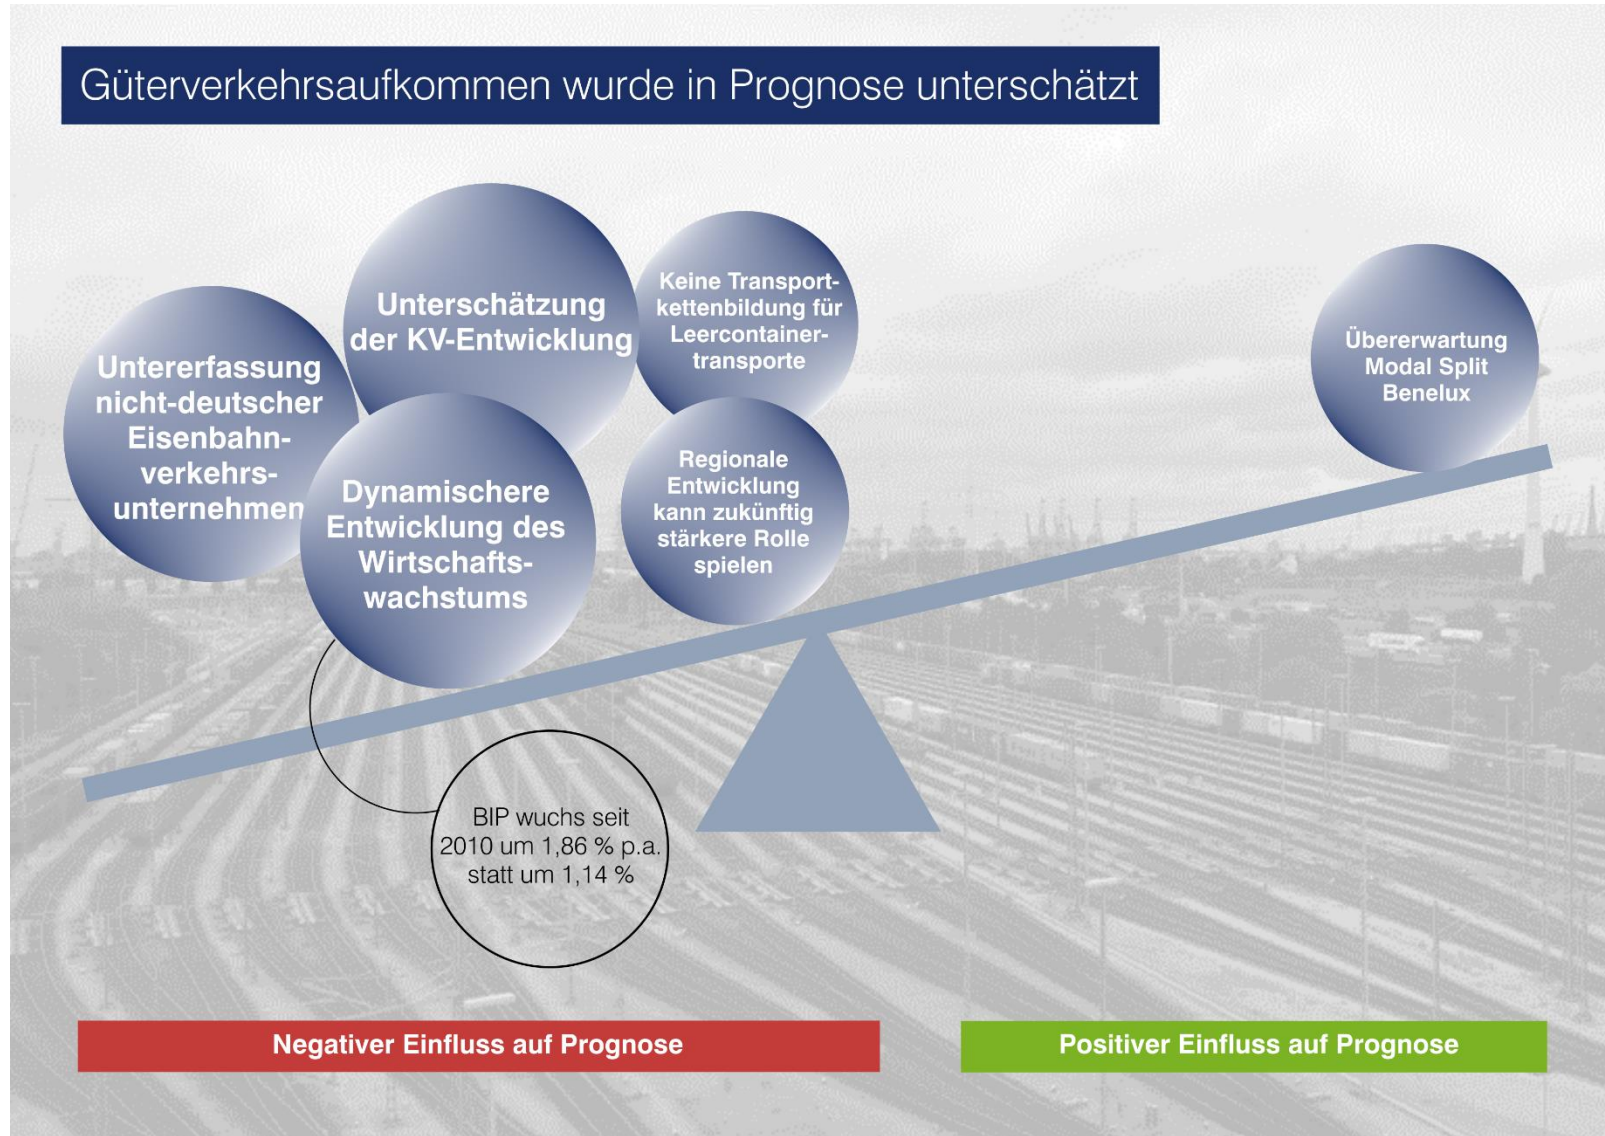 Güterverkehrsaufkommen wurde in Prognose unterschätzt
Untererfassung
nicht-deutscher
Eisenbahn-
verkehrs-
unternehmen
Unterschätzung
der KV-Entwicklung
Dynamischere
Entwicklung des
Wirtschafts-
wachstums
Keine Transport-
kettenbildung für
Leercontainer-
transporte
Regionale
Entwicklung
kann zukünftig
stärkere Rolle
spielen
Übererwartung
Modal Split
Benelux
BIP wuchs seit
2010 um 1,86 % p.a.
statt um 1,14 %
Negativer Einfluss auf Prognose
Positiver Einfluss auf Prognose